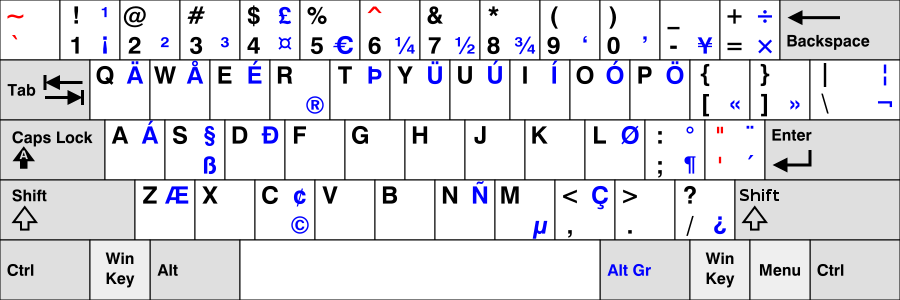 ~ ! ¹ @ # $ £ % ^ & * ( ) _ + ÷
` 1 ¡ 2 ² 3 ³ 4 ¤ 5 € 6 ¼ 7 ½ 8 ¾ 9 ‘ 0 ’ - ¥ = × Backspace
Tab Q Ä W Å E É R T Þ Y Ü U Ú I Í O Ó P Ö { } | ¦
® [ « ] » \ ¬
Caps Lock A Á S § D Ð F G H J K L Ø : ° " ¨ Enter
A ß ; ¶ ' ´
Shift Z Æ X C ¢ V B N Ñ M < Ç > ? Shift
© µ , . / ¿
Ctrl Win Key Alt Alt Gr Win Key Menu Ctrl